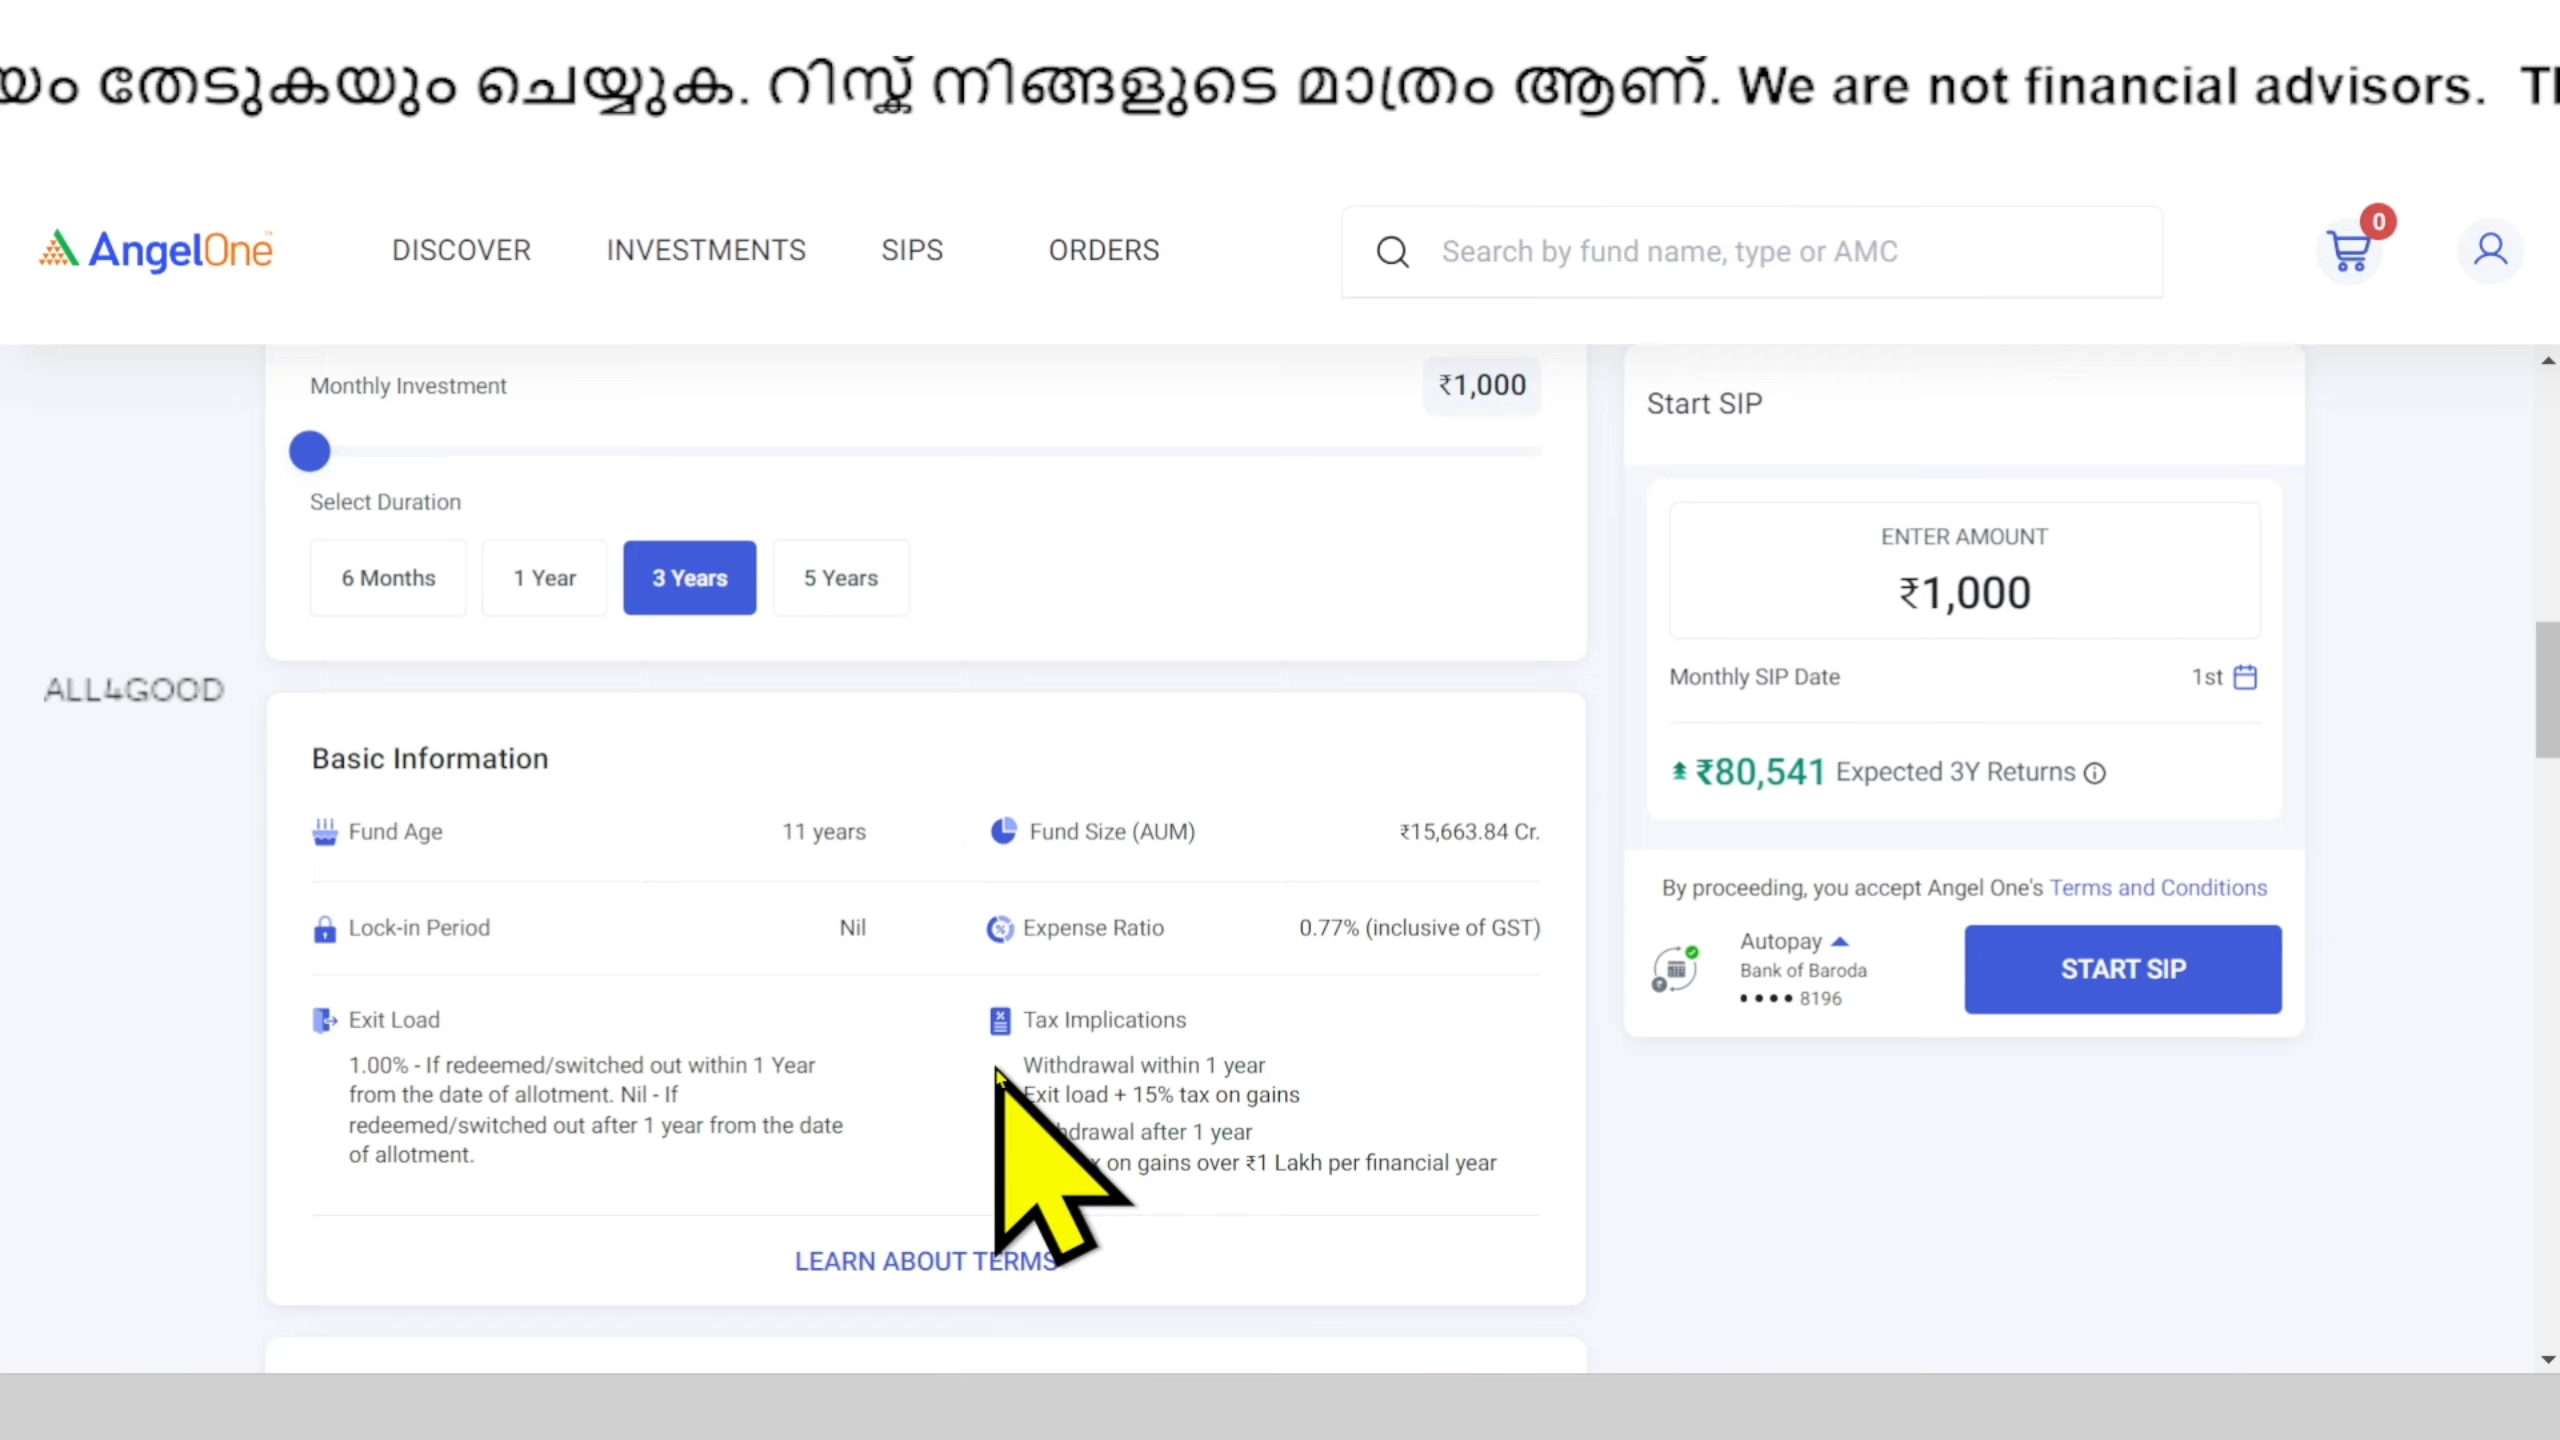 തേടുകയും ചെയ്യുക. റിസ്ക് നിങ്ങളുടെ മാത്രം ആണ്. We are not financial advisors.
AngelOne
DISCOVER
INVESTMENTS
SIPS
ORDERS
Search by fund name, type or AMC
0
Monthly Investment
₹1,000
Select Duration
6 Months
1 Year
3 Years
5 Years
ALL4GOOD
Basic Information
Fund Age
11 years
Fund Size (AUM)
₹15,663.84 Cr.
Lock-in Period
Nil
Expense Ratio
0.77% (inclusive of GST)
Exit Load
1.00% - If redeemed/switched out within 1 Year
from the date of allotment. Nil - If
redeemed/switched out after 1 year from the date
of allotment.
Tax Implications
Withdrawal within 1 year
Exit load + 15% tax on gains
after 1 year
on gains over ₹1 Lakh per financial year
LEARN ABOUT TERMS
Start SIP
ENTER AMOUNT
₹1,000
Monthly SIP Date
1st
₹80,541 Expected 3Y Returns
By proceeding, you accept Angel One's Terms and Conditions
Autopay
Bank of Baroda
•••• 8196
START SIP